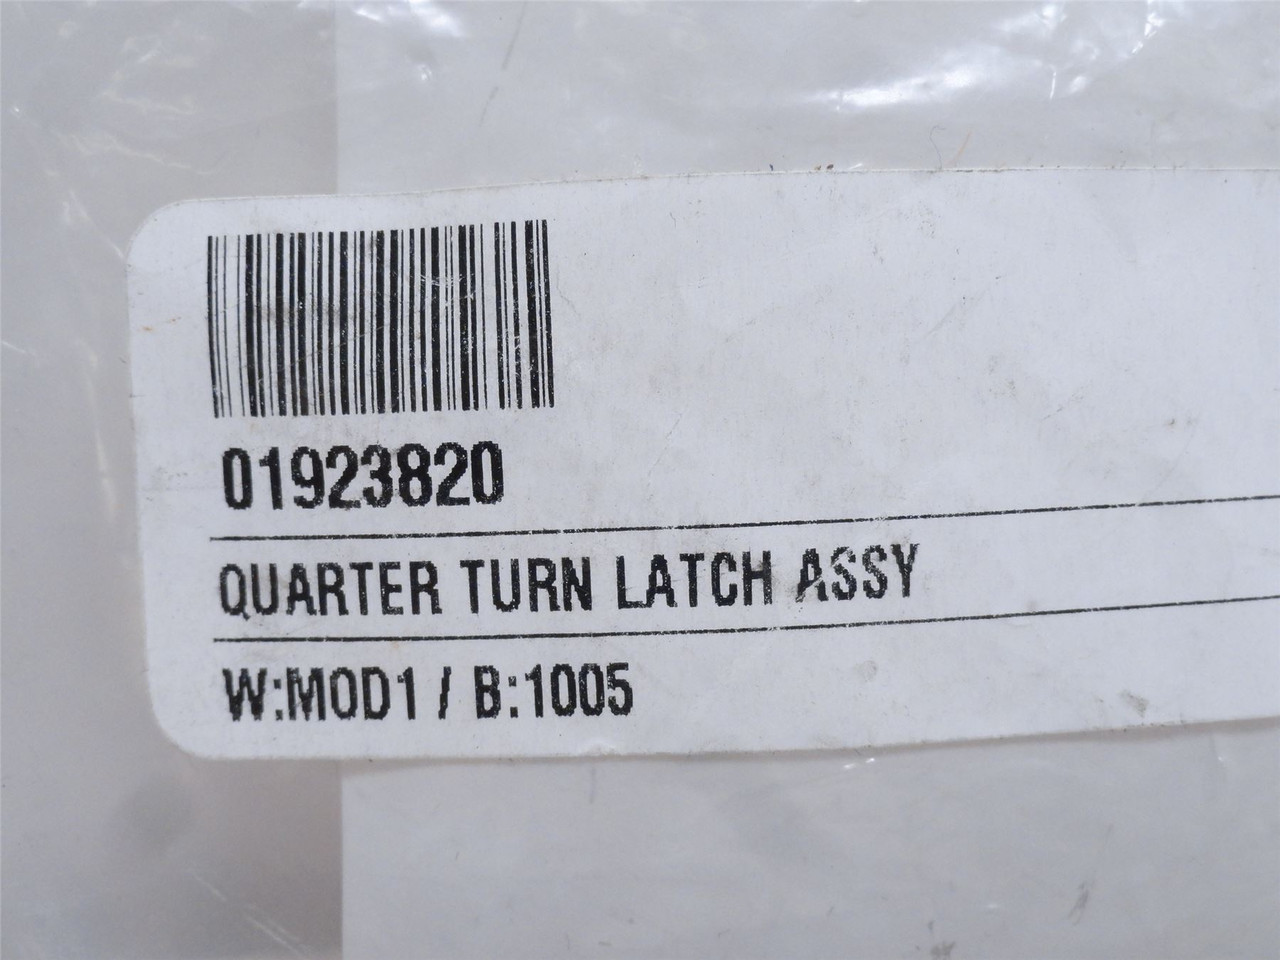 01923820
QUARTER TURN LATCH ASSY
W:MOD1 / B:1005